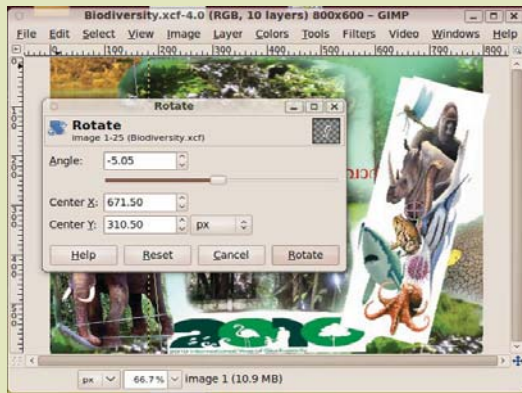 Biodiversity.xcf-4.0 (RGB, 10 layers) 800x600 – GIMP
File Edit Select View Image Layer Colors Tools Filters Video Windows Help
0 100 200 300 400 500 600 700 800
Rotate
Rotate
image 1-25 (Biodiversity.xcf)
Angle: -5.05
Center X: 671.50
Center Y: 310.50 px
Help Reset Cancel Rotate
2010
px 66.7% image 1 (10.9 MB)